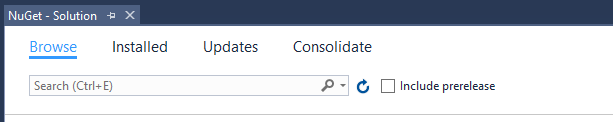 NuGet - Solution
Browse Installed Updates Consolidate
Search (Ctrl+E) Include prerelease